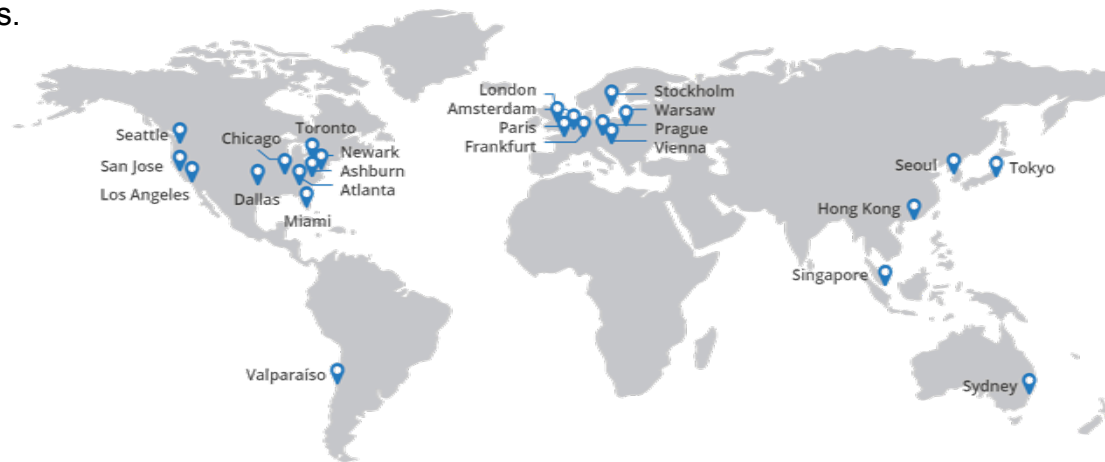 s.
London
Stockholm
Amsterdam
Warsaw
Paris
Prague
Frankfurt
Vienna
Seattle
Chicago
Toronto
Newark
San Jose
Ashburn
Los Angeles
Dallas
Atlanta
Miami
Seoul
Tokyo
Hong Kong
Singapore
Valparaíso
Sydney